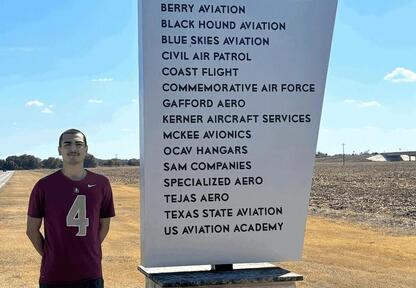 BERRY AVIATION
BLACK HOUND AVIATION
BLUE SKIES AVIATION
CIVIL AIR PATROL
COAST FLIGHT
COMMEMORATIVE AIR FORCE
GAFFORD AERO
KERNER AIRCRAFT SERVICES
MCKEE AVIONICS
OCAV HANGARS
SAM COMPANIES
SPECIALIZED AERO
TEJAS AERO
TEXAS STATE AVIATION
US AVIATION ACADEMY
4